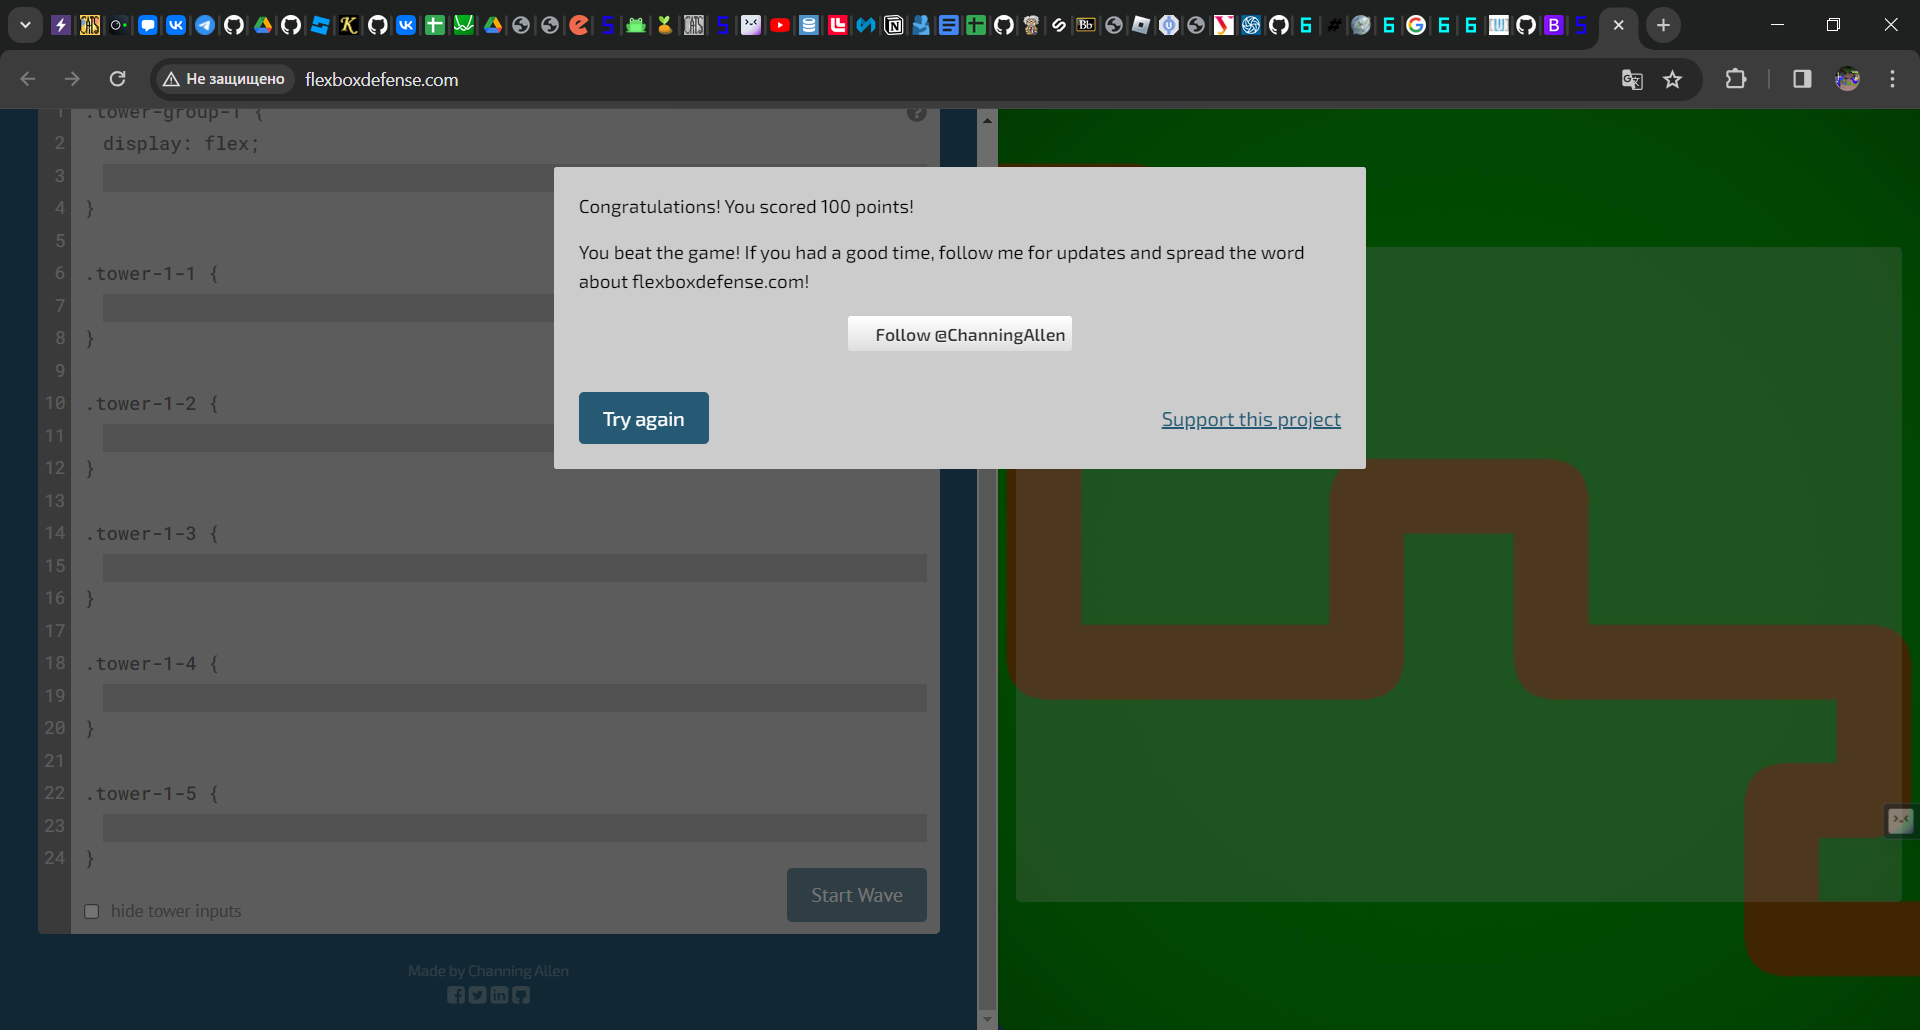 Не защищено
flexboxdefense.com
1 .tower-group-1 {
2 display: flex;
3
4 }
5
6 .tower-1-1 {
7
8 }
9
10 .tower-1-2 {
11
12 }
13
14 .tower-1-3 {
15
16 }
17
18 .tower-1-4 {
19
20 }
21
22 .tower-1-5 {
23
24 }
hide tower inputs
Start Wave
Made by Channing Allen
Congratulations! You scored 100 points!
You beat the game! If you had a good time, follow me for updates and spread the word
about flexboxdefense.com!
Follow @ChanningAllen
Try again
Support this project